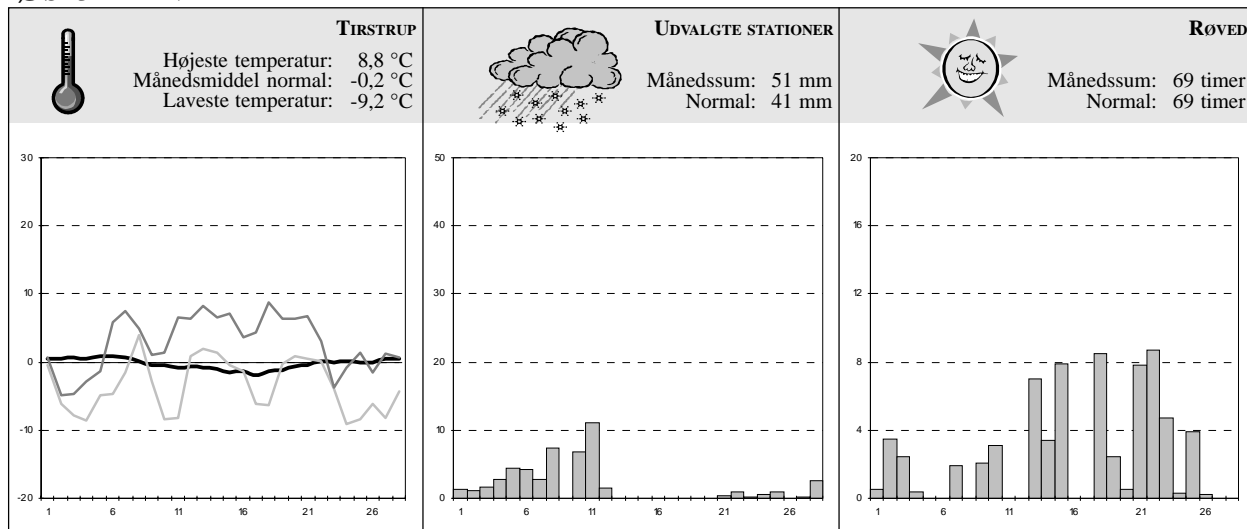 TIRSTRUP
Højeste temperatur: 8,8 °C
Månedsmiddel normal: -0,2 °C
Laveste temperatur: -9,2 °C
30
20
10
0
-10
-20
1 6 11 16 21 26
UDVALGTE STATIONER
Månedssum: 51 mm
Normal: 41 mm
50
40
30
20
10
0
1 6 11 16 21 26
RØVED
Månedssum: 69 timer
Normal: 69 timer
20
16
12
8
4
0
1 6 11 16 21 26